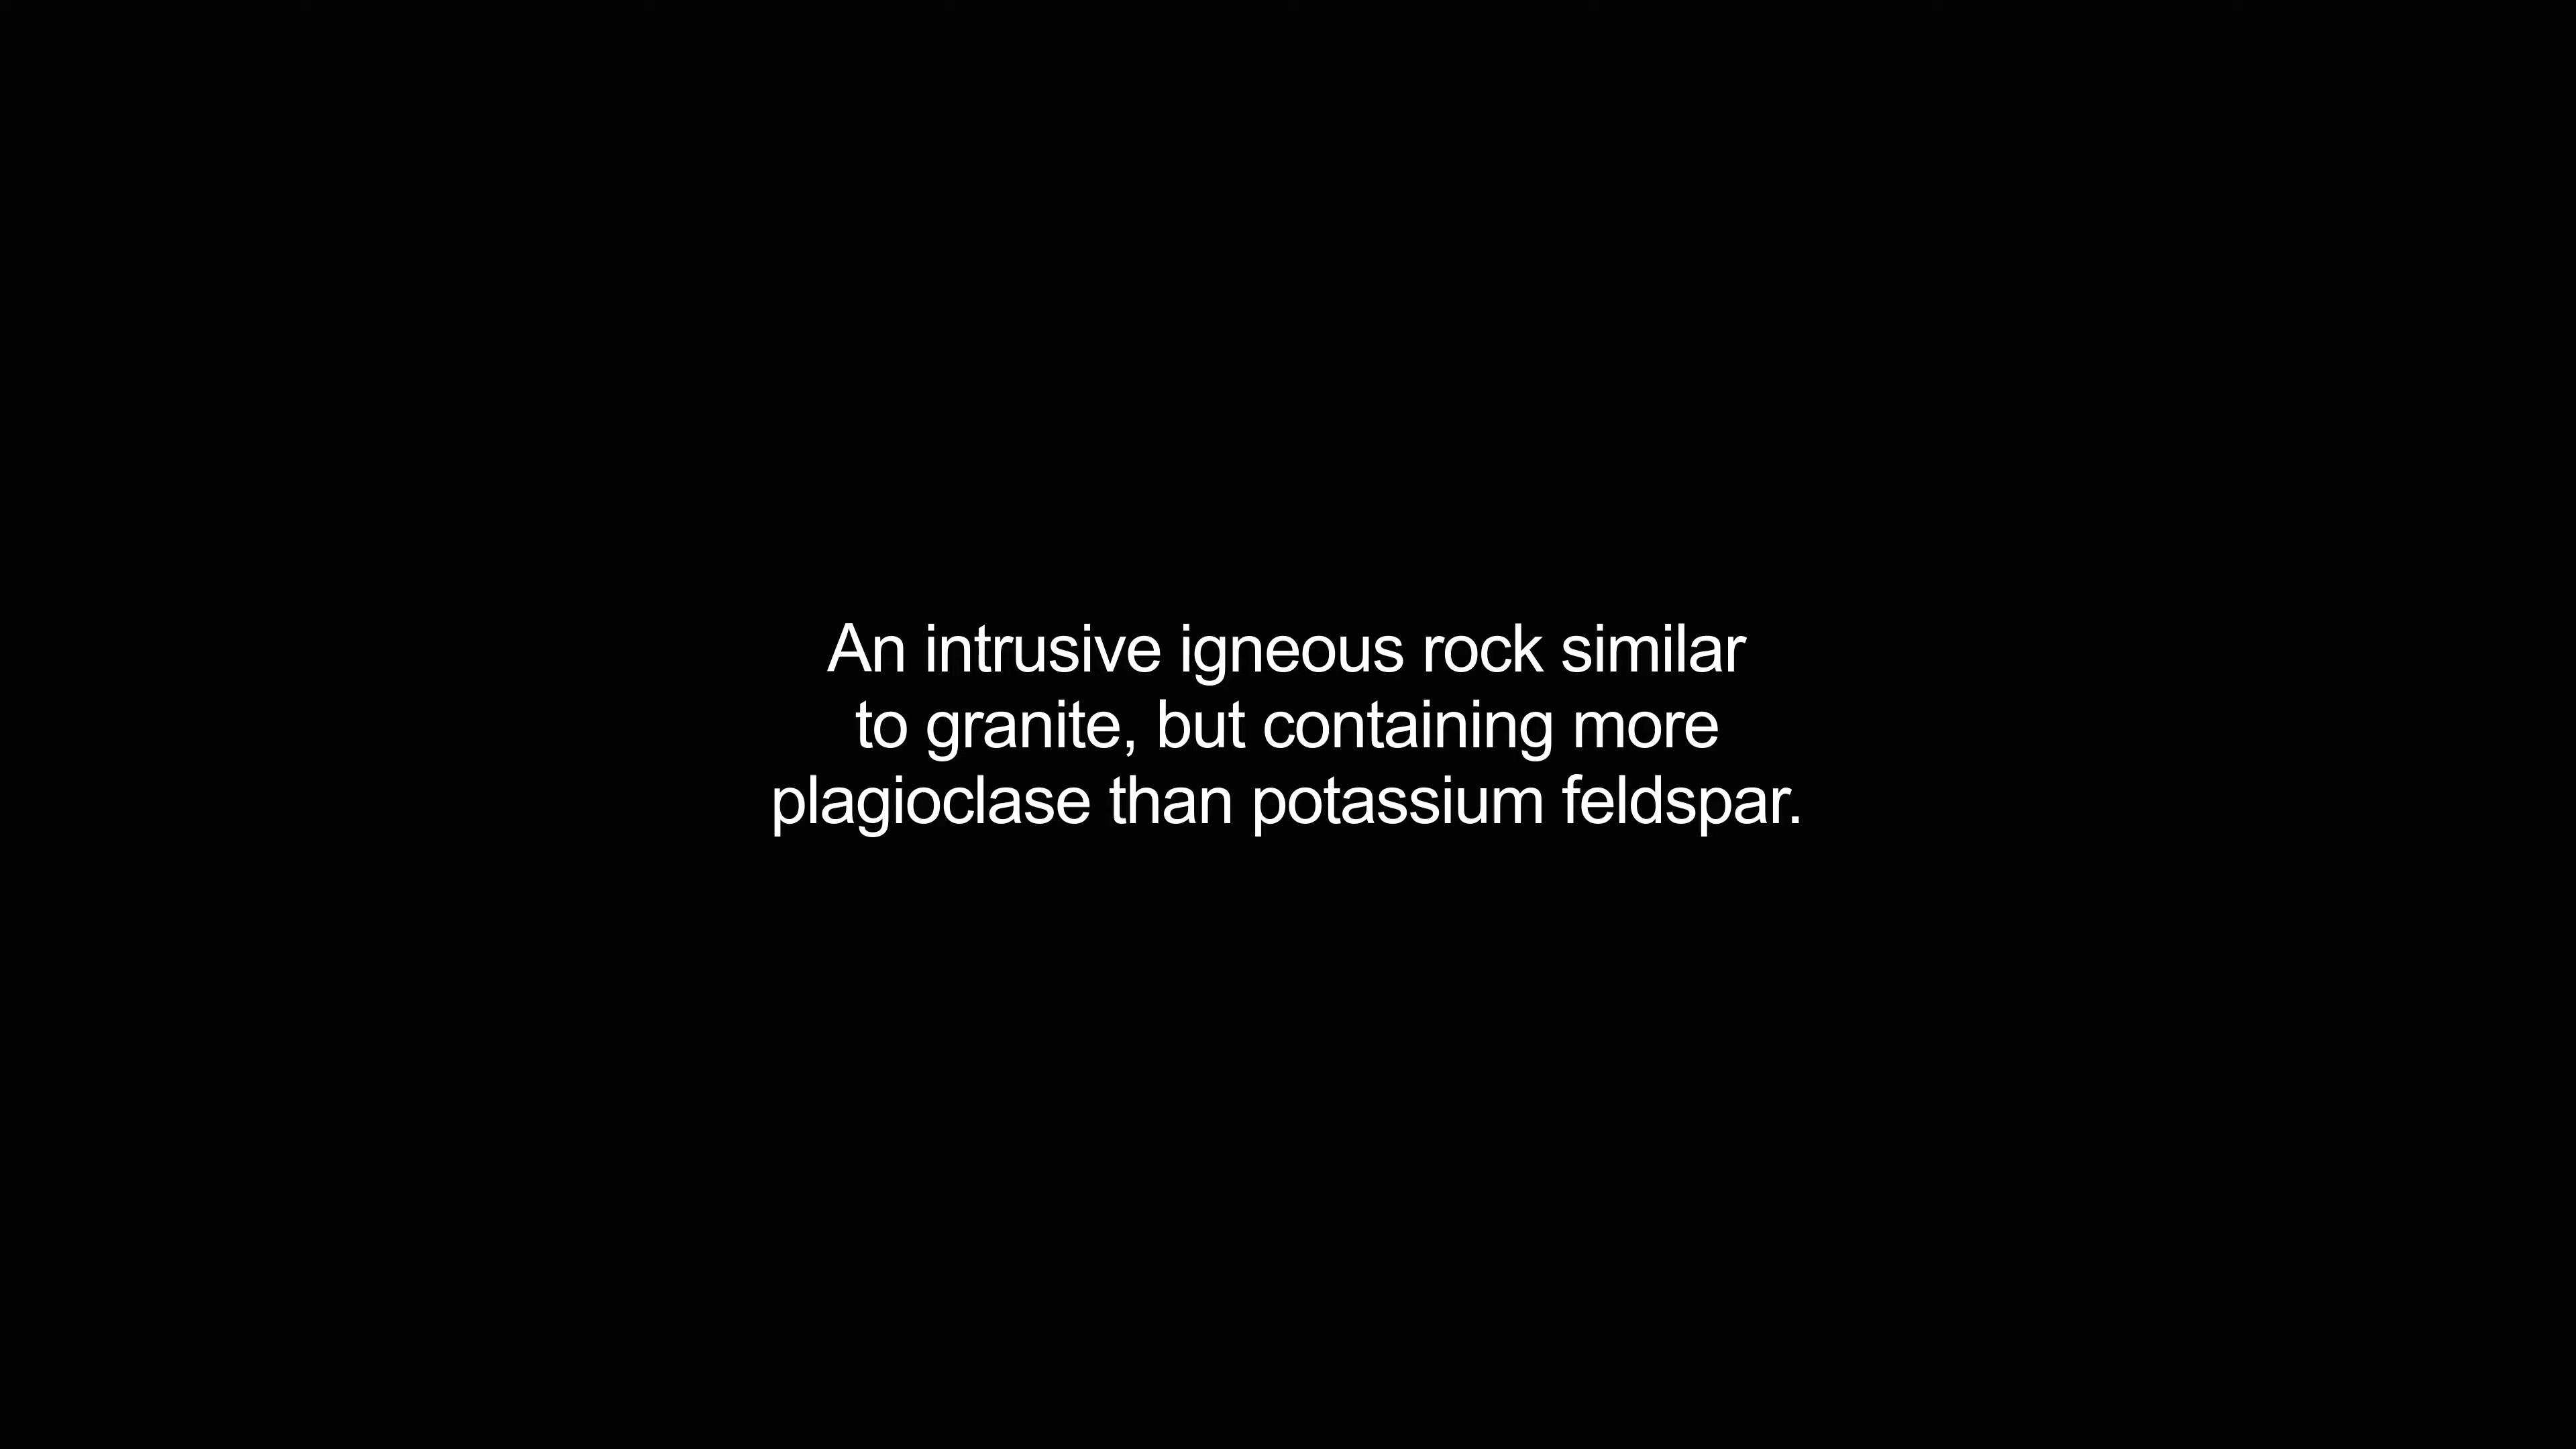 An intrusive igneous rock similar
to granite, but containing more
plagioclase than potassium feldspar.